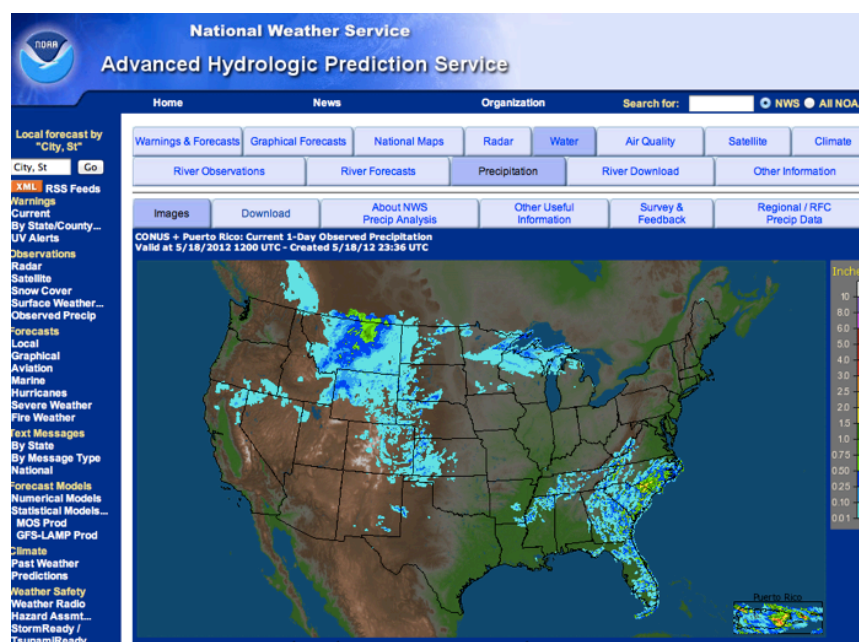 NOAA
National Weather Service
Advanced Hydrologic Prediction Service
Home News Organization Search for: NWS All NOA
Local forecast by
"City, St"
City, St Go
XML RSS Feeds
Warnings
Current
By State/County...
UV Alerts
Observations
Radar
Satellite
Snow Cover
Surface Weather...
Observed Precip
Forecasts
Local
Graphical
Aviation
Marine
Hurricanes
Severe Weather
Fire Weather
Text Messages
By State
By Message Type
National
Forecast Models
Numerical Models
Statistical Models...
MOS Prod
GFS-LAMP Prod
Climate
Past Weather
Predictions
Weather Safety
Weather Radio
Hazard Assmt...
StormReady /
TsunamiReady
Warnings & Forecasts Graphical Forecasts National Maps Radar Water Air Quality Satellite Climate
River Observations River Forecasts Precipitation River Download Other Information
Images Download About NWS Precip Analysis Other Useful Information Survey & Feedback Regional / RFC Precip Data
CONUS + Puerto Rico: Current 1-Day Observed Precipitation
Valid at 5/18/2012 1200 UTC - Created 5/18/12 23:36 UTC
Inche
10
8.0
6.0
5.0
4.0
3.0
2.5
2.0
1.5
1.0
0.75
0.50
0.25
0.10
0.01
Puerto Rico